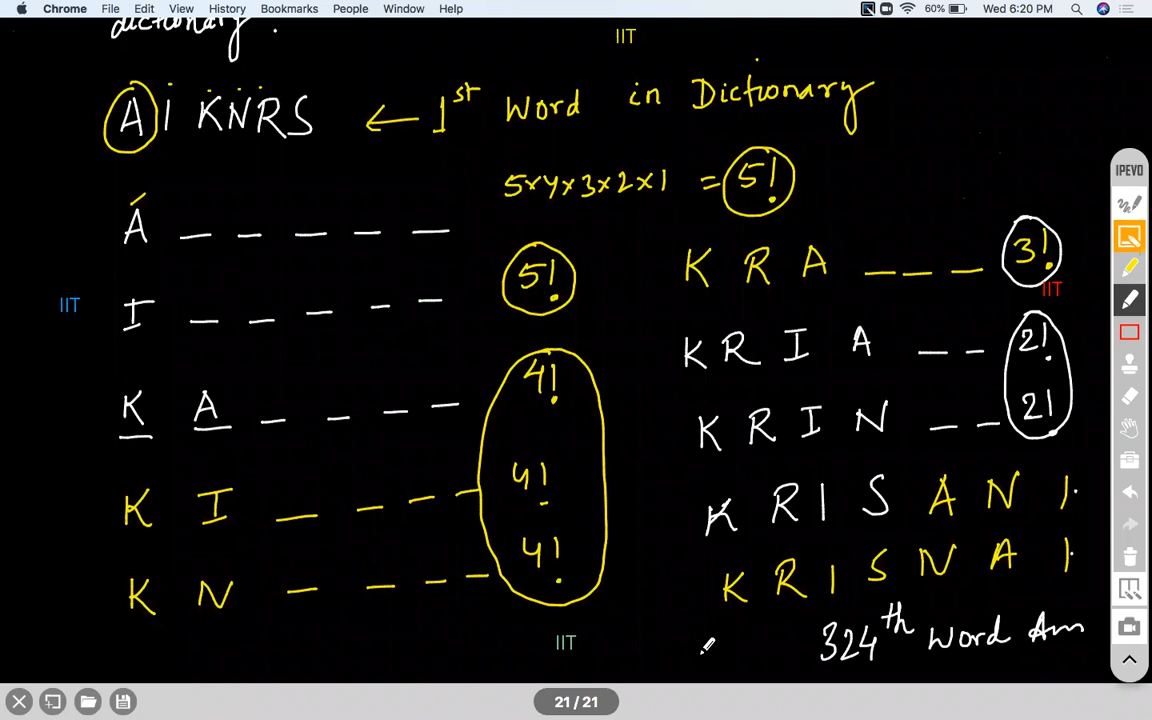 Chrome File Edit View History Bookmarks People Window Help
60% Wed 6:20 PM
dictionary.
IIT
A I K N R S ← 1st Word in Dictionary
5×4×3×2×1 = 5!
A _ _ _ _ _
5!
I _ _ _ _ _
K A _ _ _ _
4!
K I _ _ _ _
4!
K N _ _ _ _
4!
IIT
K R A _ _ _ 3!
IIT
K R I A _ _ 2!
K R I N _ _ 2!
K R I S A N 1.
K R I S N A 1.
324th Word Ans
IIT
IPEVO
21 / 21